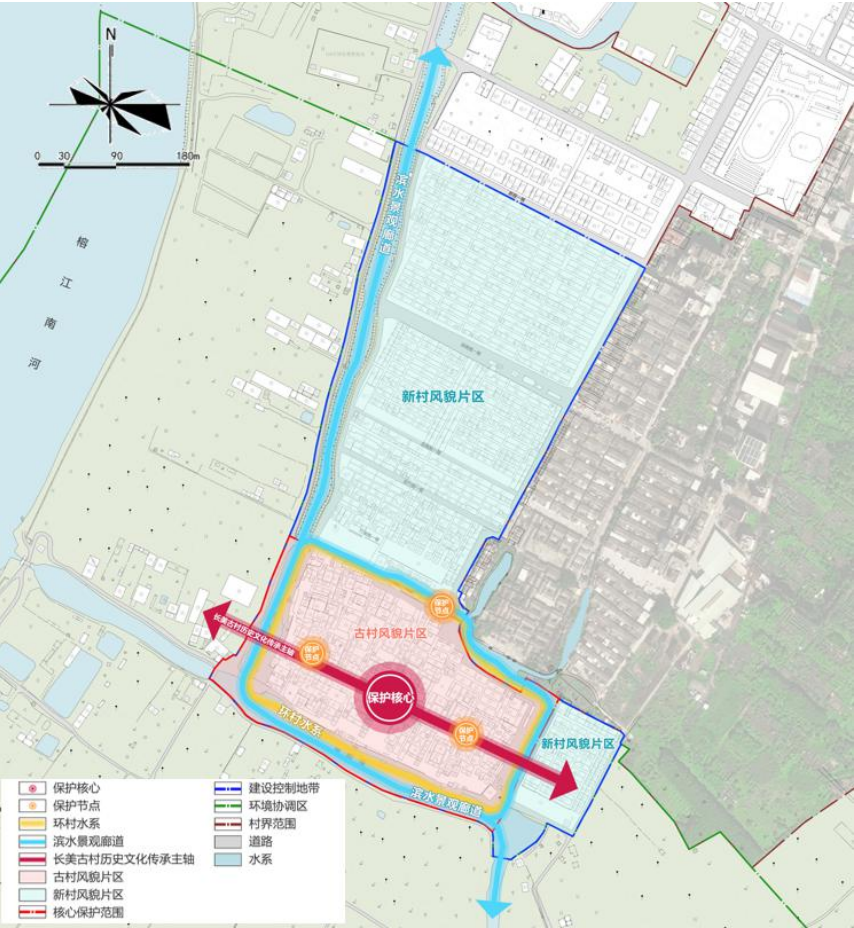 N
0 30 90 180m
榕江南河
滨水景观廊道
新村风貌片区
保护节点
古村风貌片区
长美古村历史文化传承主轴
保护节点
保护核心
环村水系
保护节点
新村风貌片区
滨水景观廊道
保护核心
保护节点
环村水系
滨水景观廊道
长美古村历史文化传承主轴
古村风貌片区
新村风貌片区
核心保护范围
建设控制地带
环境协调区
村界范围
道路
水系